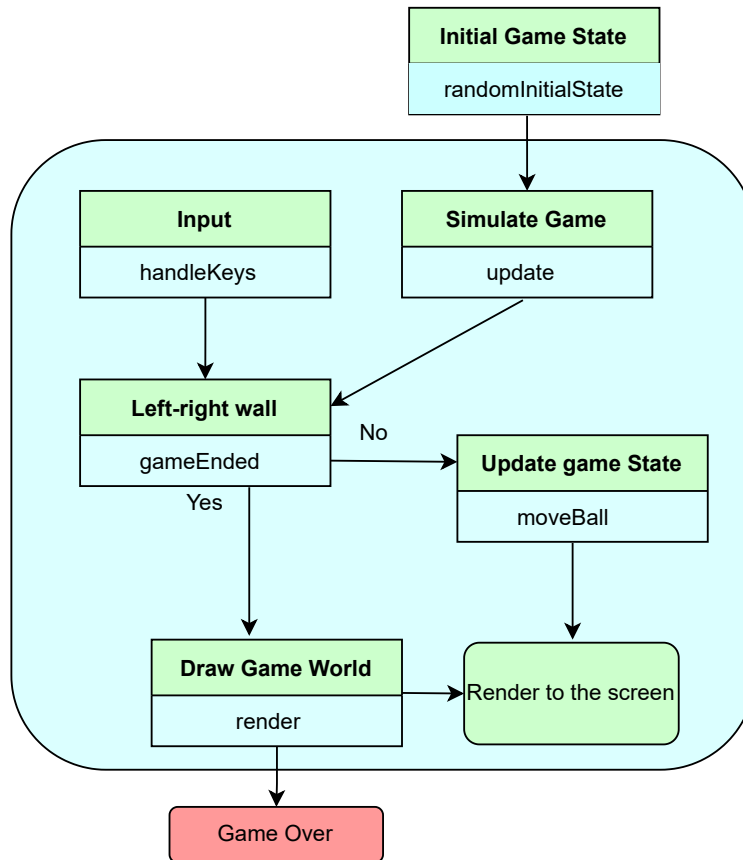 Initial Game State
randomInitialState
Input
handleKeys
Simulate Game
update
Left-right wall
gameEnded
No
Yes
Update game State
moveBall
Draw Game World
render
Render to the screen
Game Over